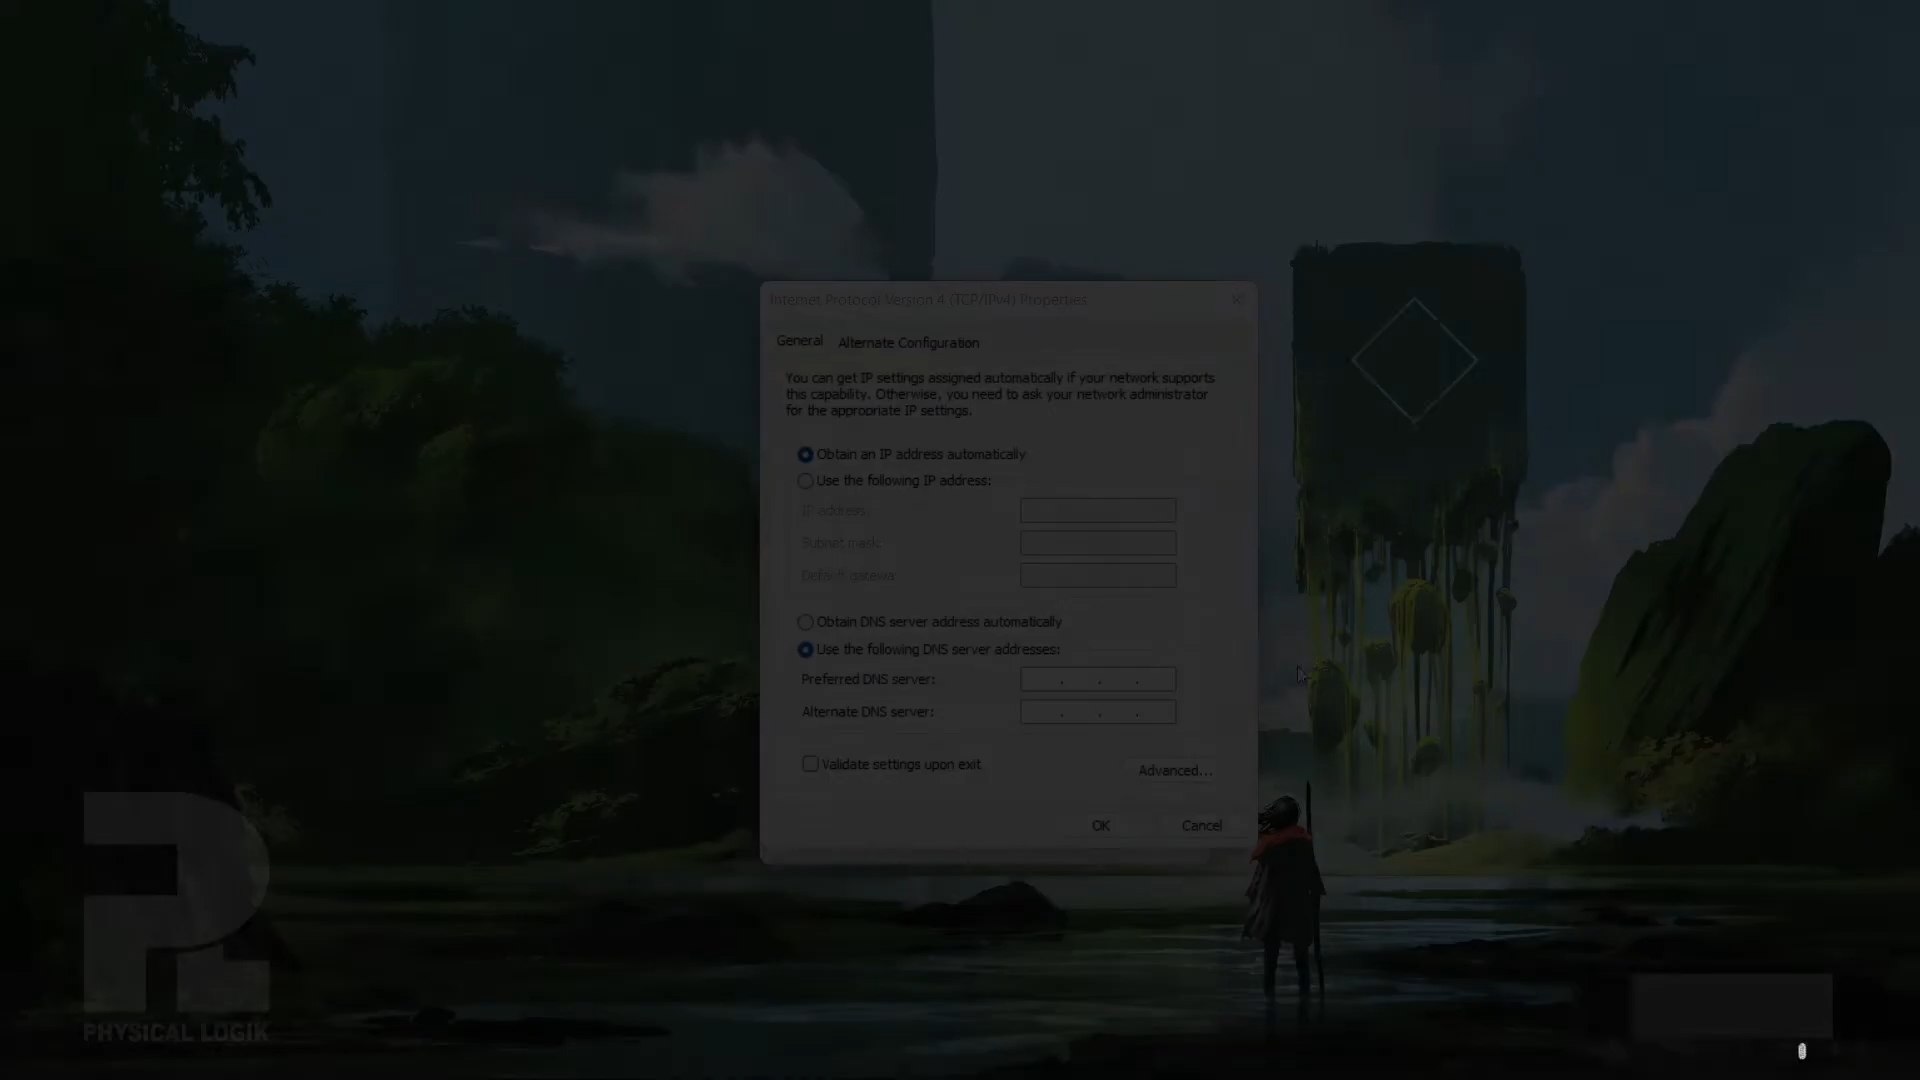 Internet Protocol Version 4 (TCP/IPv4) Properties
General Alternate Configuration
You can get IP settings assigned automatically if your network supports
this capability. Otherwise, you need to ask your network administrator
for the appropriate IP settings.
Obtain an IP address automatically
Use the following IP address:
IP address:
Subnet mask:
Default gateway:
Obtain DNS server address automatically
Use the following DNS server addresses:
Preferred DNS server: . . .
Alternate DNS server: . . .
Validate settings upon exit
Advanced...
OK Cancel
PHYSICAL LOGIK